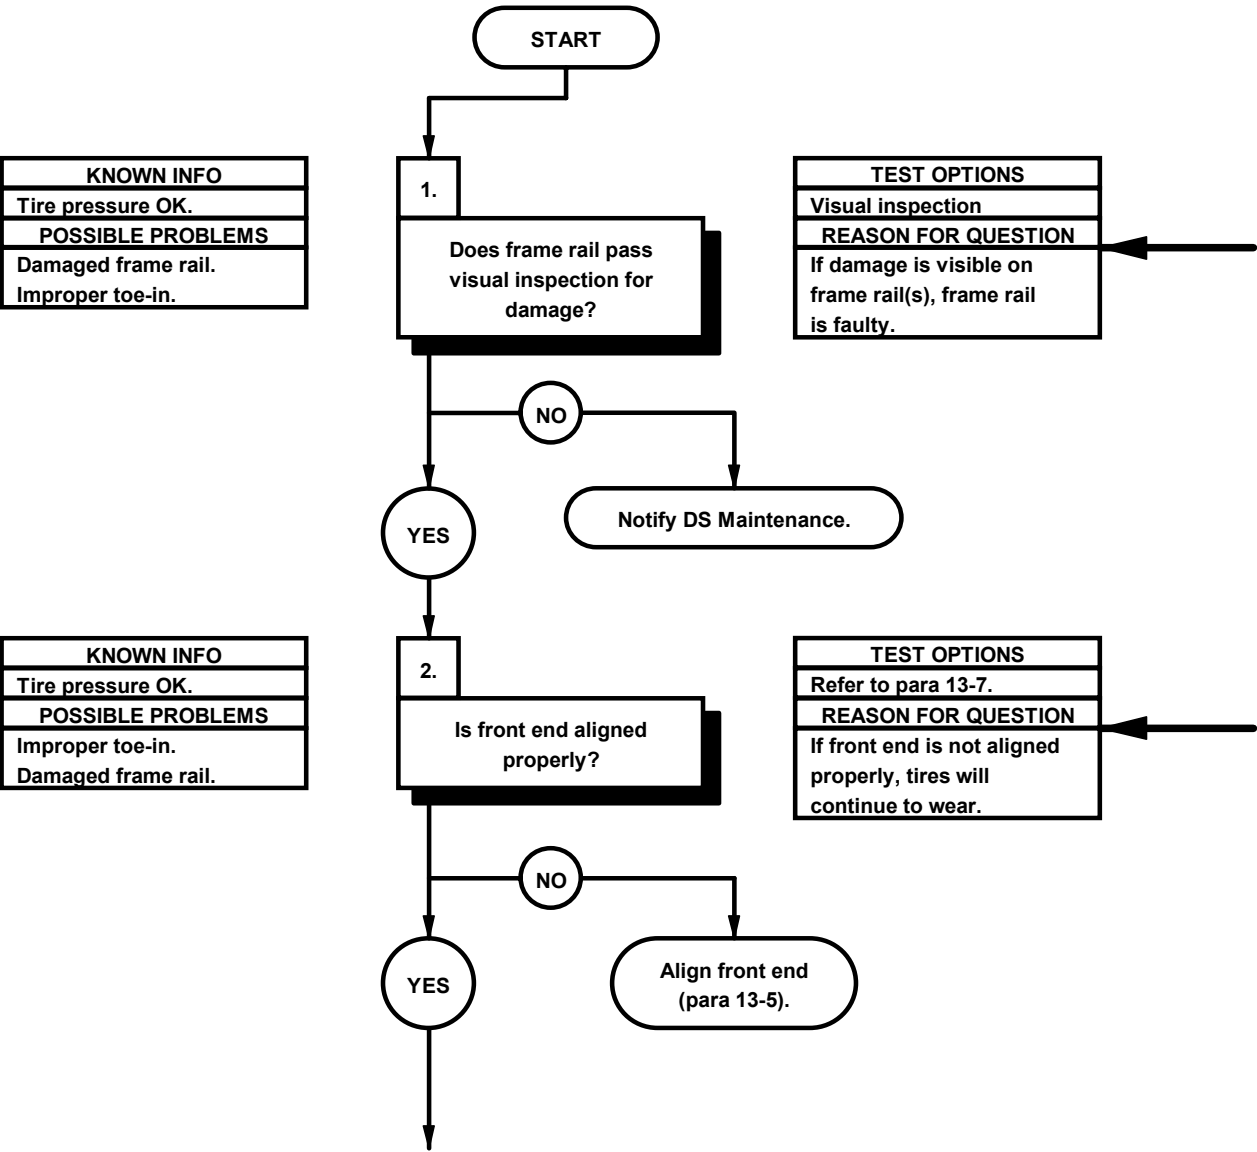 START
KNOWN INFO
Tire pressure OK.
POSSIBLE PROBLEMS
Damaged frame rail.
Improper toe-in.
1.
Does frame rail pass
visual inspection for
damage?
TEST OPTIONS
Visual inspection
REASON FOR QUESTION
If damage is visible on
frame rail(s), frame rail
is faulty.
NO
Notify DS Maintenance.
YES
KNOWN INFO
Tire pressure OK.
POSSIBLE PROBLEMS
Improper toe-in.
Damaged frame rail.
2.
Is front end aligned
properly?
TEST OPTIONS
Refer to para 13-7.
REASON FOR QUESTION
If front end is not aligned
properly, tires will
continue to wear.
NO
Align front end
(para 13-5).
YES